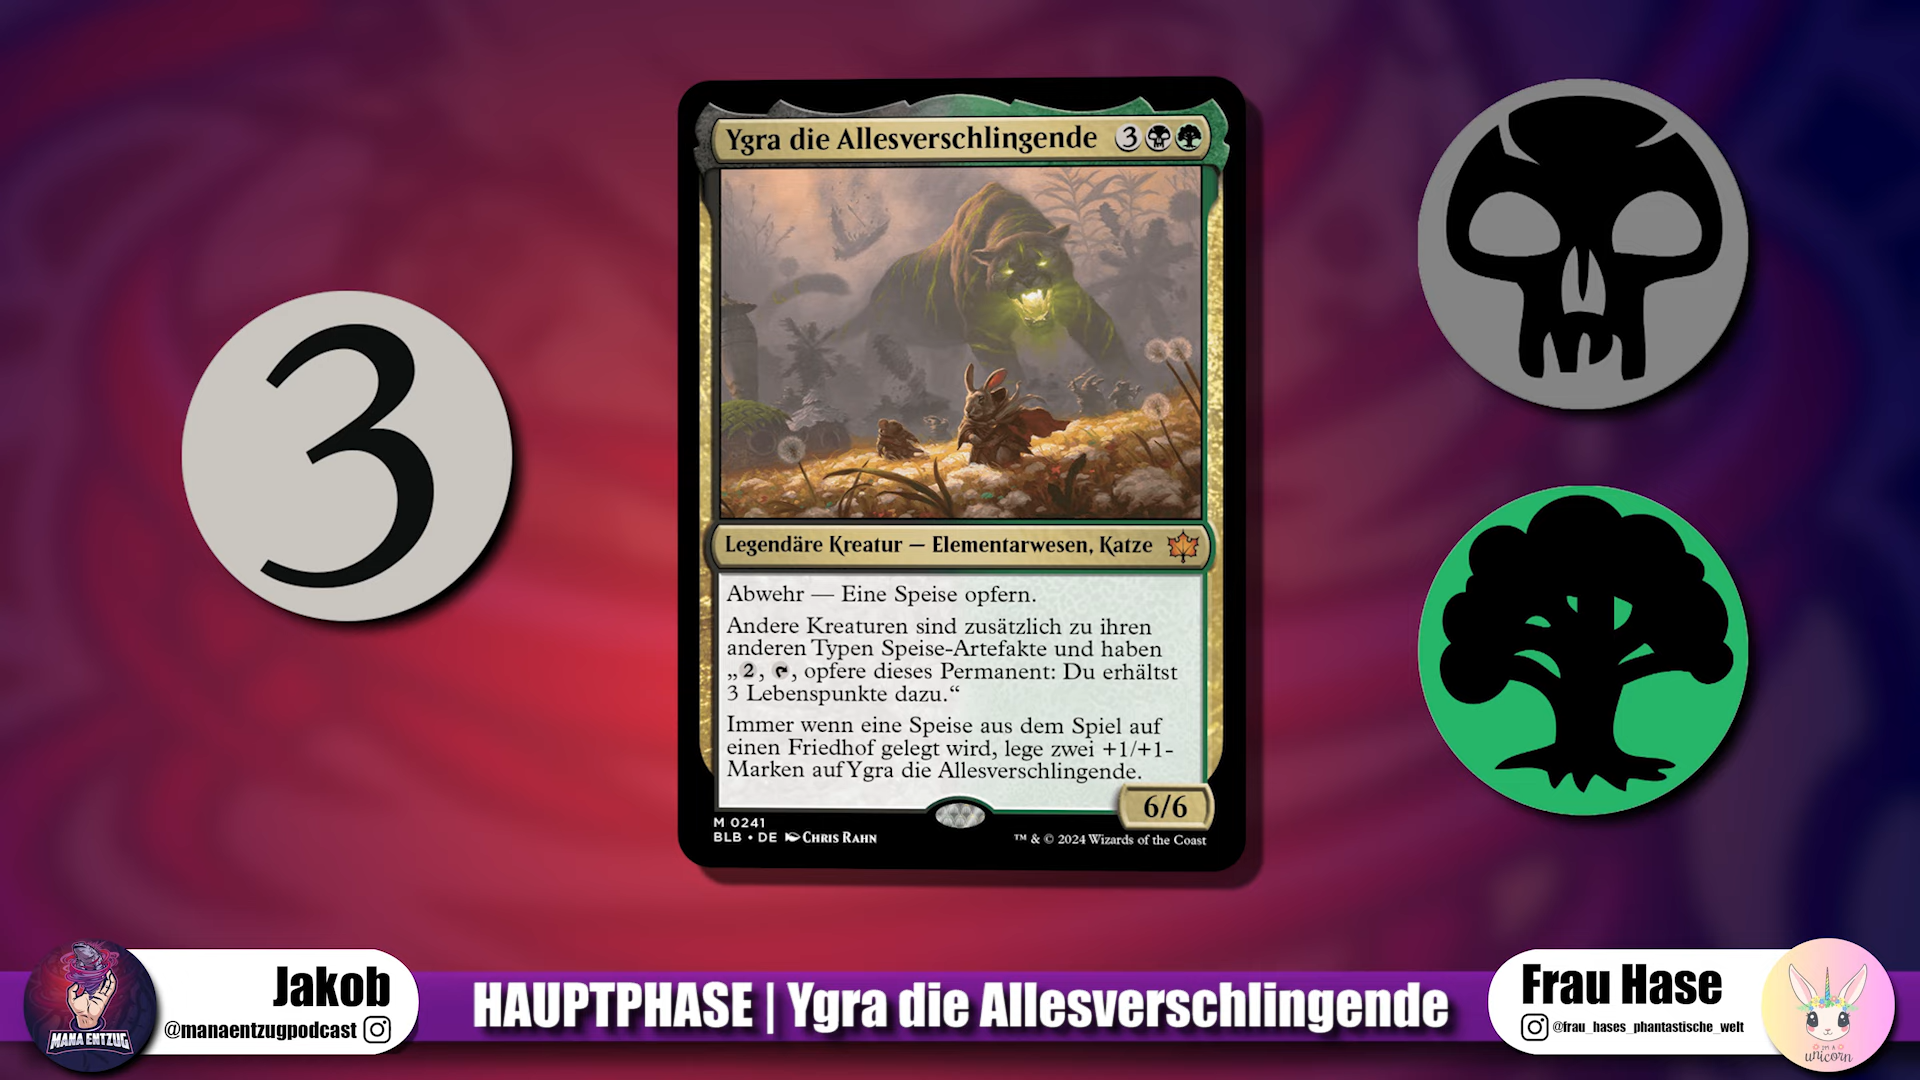 3
Ygra die Allesverschlingende 3
Legendäre Kreatur — Elementarwesen, Katze
Abwehr — Eine Speise opfern.
Andere Kreaturen sind zusätzlich zu ihren
anderen Typen Speise-Artefakte und haben
„2, , opfere dieses Permanent: Du erhältst
3 Lebenspunkte dazu.“
Immer wenn eine Speise aus dem Spiel auf
einen Friedhof gelegt wird, lege zwei +1/+1-
Marken auf Ygra die Allesverschlingende.
6/6
M 0241
BLB • DE CHRIS RAHN
™ & © 2024 Wizards of the Coast
MANA ENTZUG
Jakob
@manaentzugpodcast
HAUPTPHASE | Ygra die Allesverschlingende
Frau Hase
@frau_hases_phantastische_welt
I'M A
unicorn